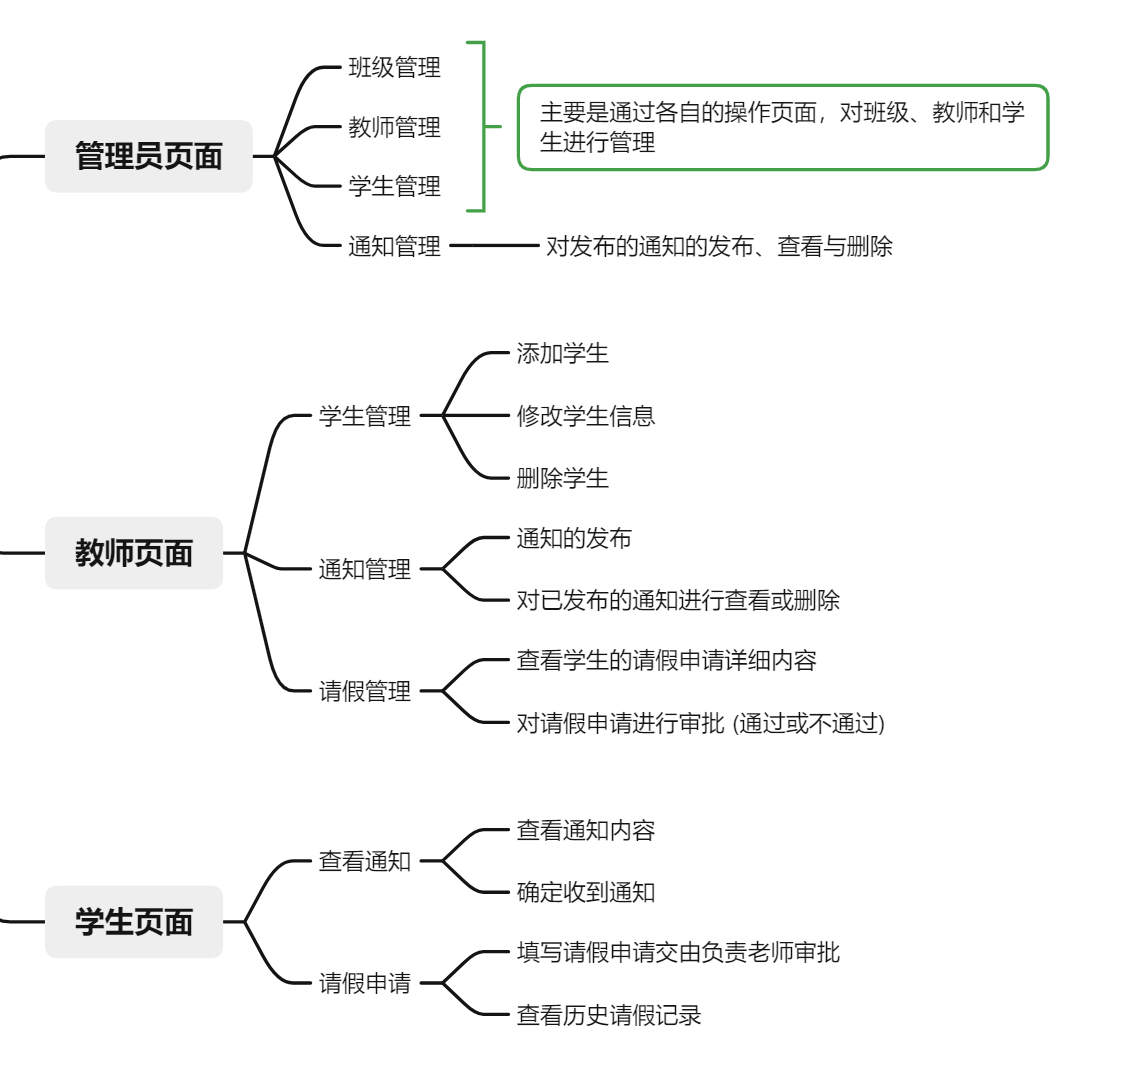 管理员页面
班级管理
教师管理
学生管理
主要是通过各自的操作页面，对班级、教师和学
生进行管理
通知管理
对发布的通知的发布、查看与删除
教师页面
学生管理
添加学生
修改学生信息
删除学生
通知管理
通知的发布
对已发布的通知进行查看或删除
请假管理
查看学生的请假申请详细内容
对请假申请进行审批 (通过或不通过)
学生页面
查看通知
查看通知内容
确定收到通知
请假申请
填写请假申请交由负责老师审批
查看历史请假记录